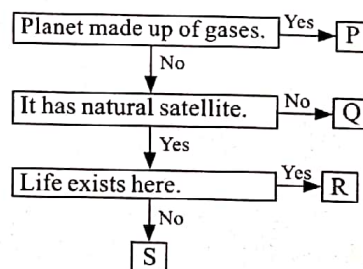 Planet made up of gases. Yes P
No
It has natural satellite. No Q
Yes
Life exists here. Yes R
No
S